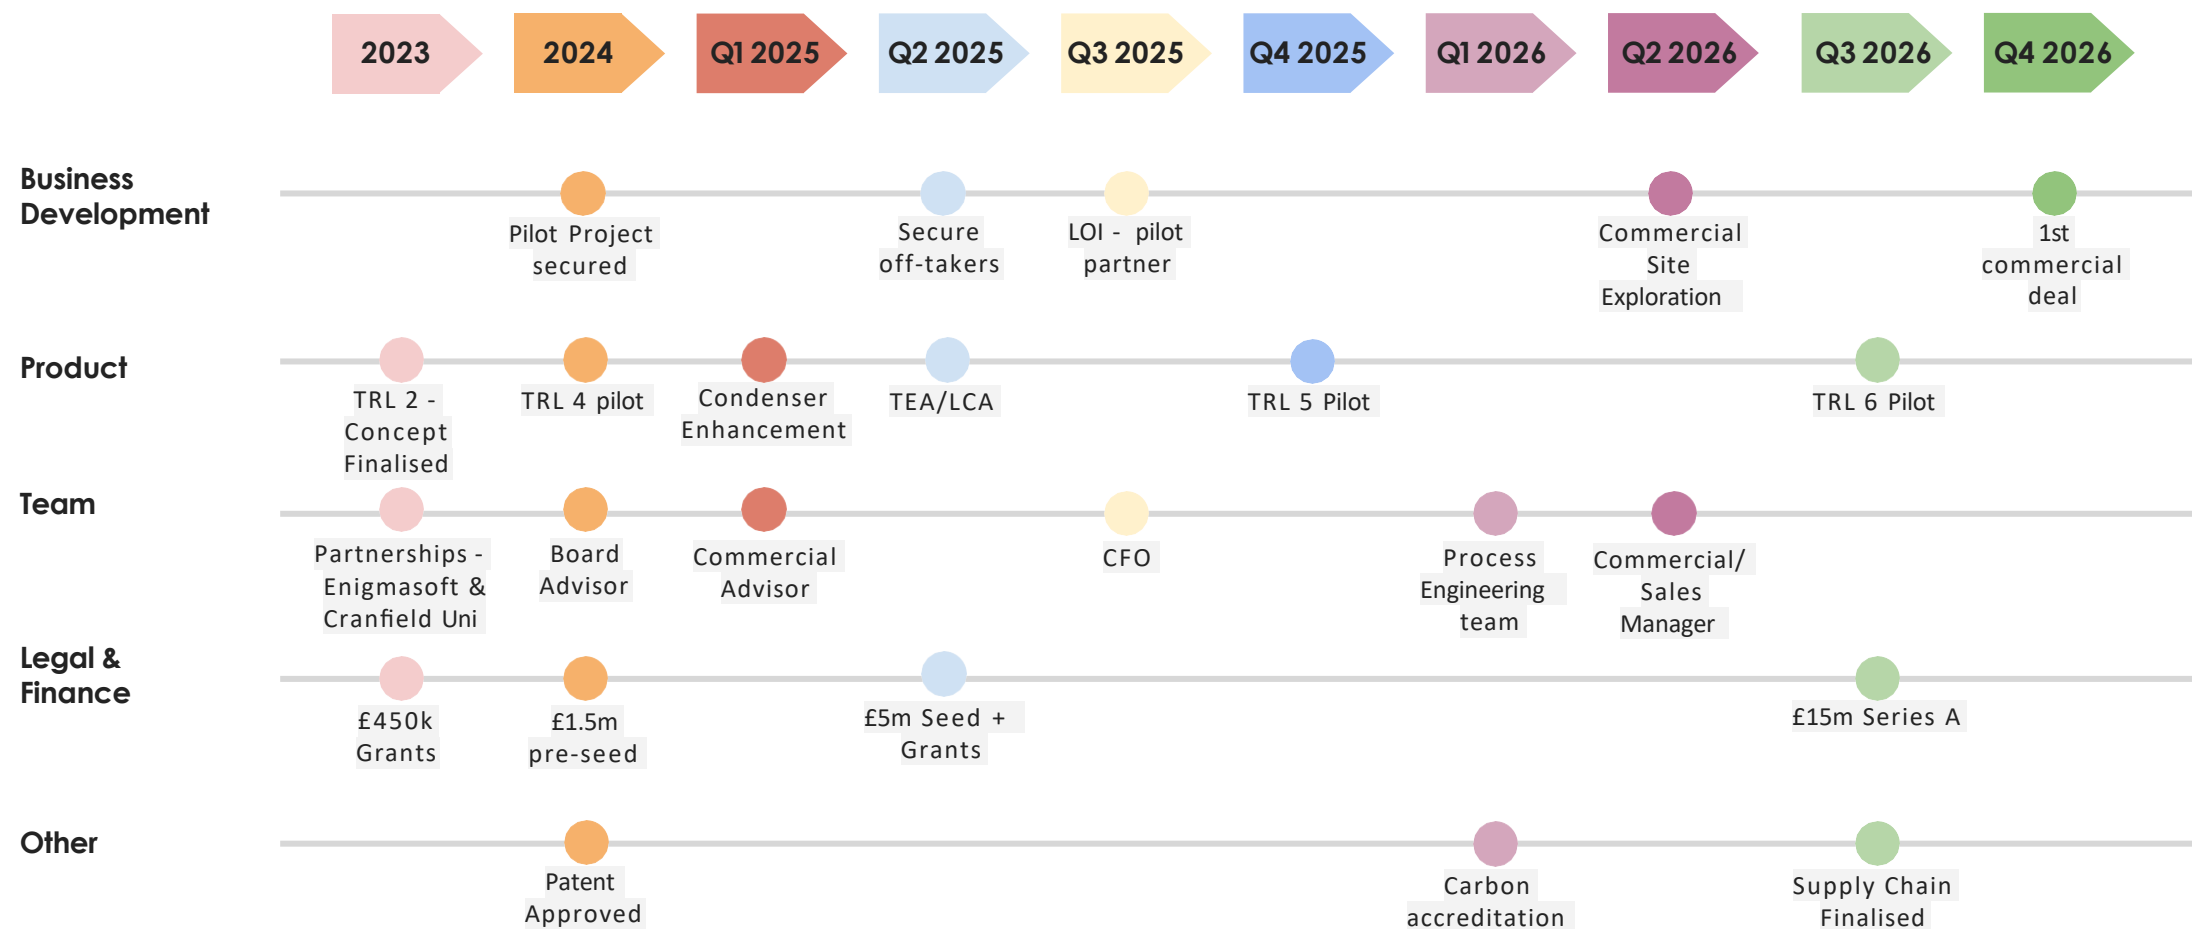 2023
2024
Q1 2025
Q2 2025
Q3 2025
Q4 2025
Q1 2026
Q2 2026
Q3 2026
Q4 2026
Business
Development
Pilot Project
secured
Secure
off-takers
LOI - pilot
partner
Commercial
Site
Exploration
1st
commercial
deal
Product
TRL 2 -
Concept
Finalised
TRL 4 pilot
Condenser
Enhancement
TEA/LCA
TRL 5 Pilot
TRL 6 Pilot
Team
Partnerships -
Enigmasoft &
Cranfield Uni
Board
Advisor
Commercial
Advisor
CFO
Process
Engineering
team
Commercial/
Sales
Manager
Legal &
Finance
£450k
Grants
£1.5m
pre-seed
£5m Seed +
Grants
£15m Series A
Other
Patent
Approved
Carbon
accreditation
Supply Chain
Finalised